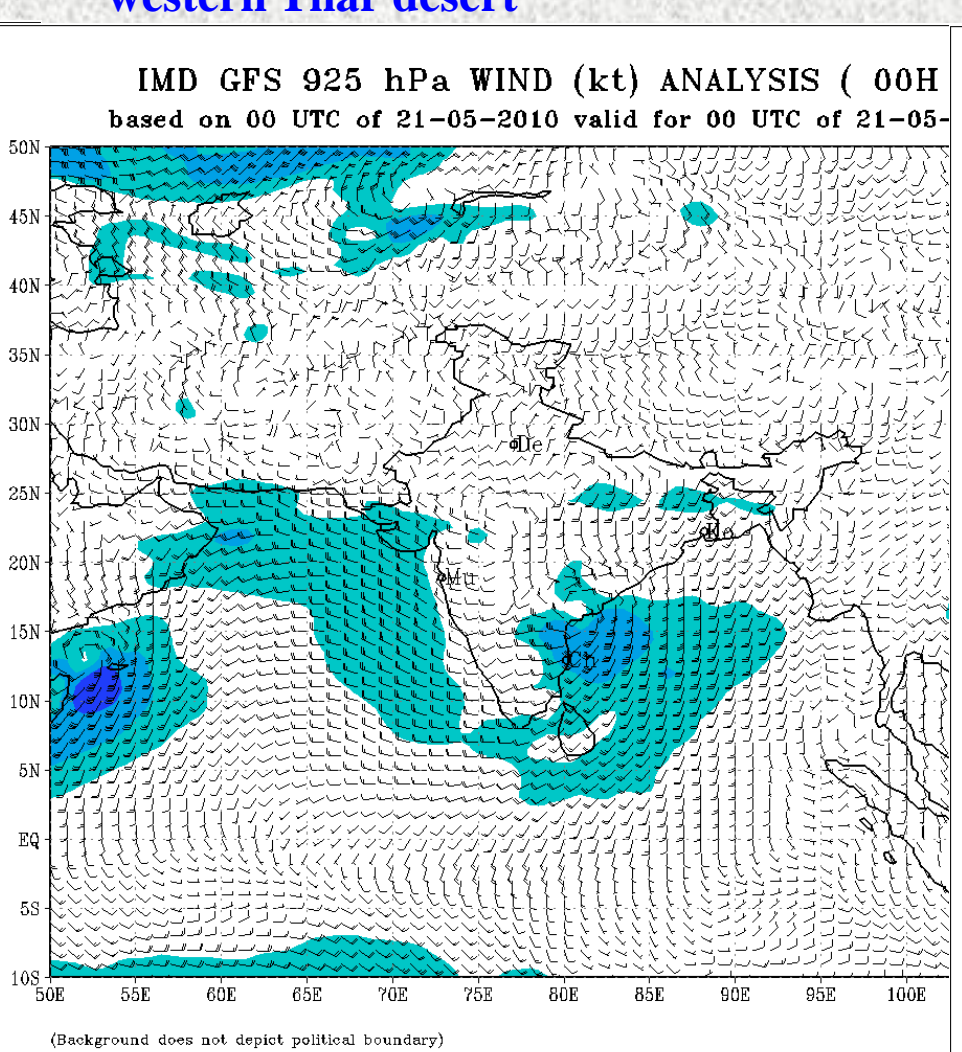 western Thar desert
IMD GFS 925 hPa WIND (kt) ANALYSIS ( 00H
based on 00 UTC of 21-05-2010 valid for 00 UTC of 21-05-
50N
45N
40N
35N
30N
De
25N
Ko
20N
Mu
15N
Ch
10N
5N
EQ
5S
10S
50E 55E 60E 65E 70E 75E 80E 85E 90E 95E 100E
(Background does not depict political boundary)